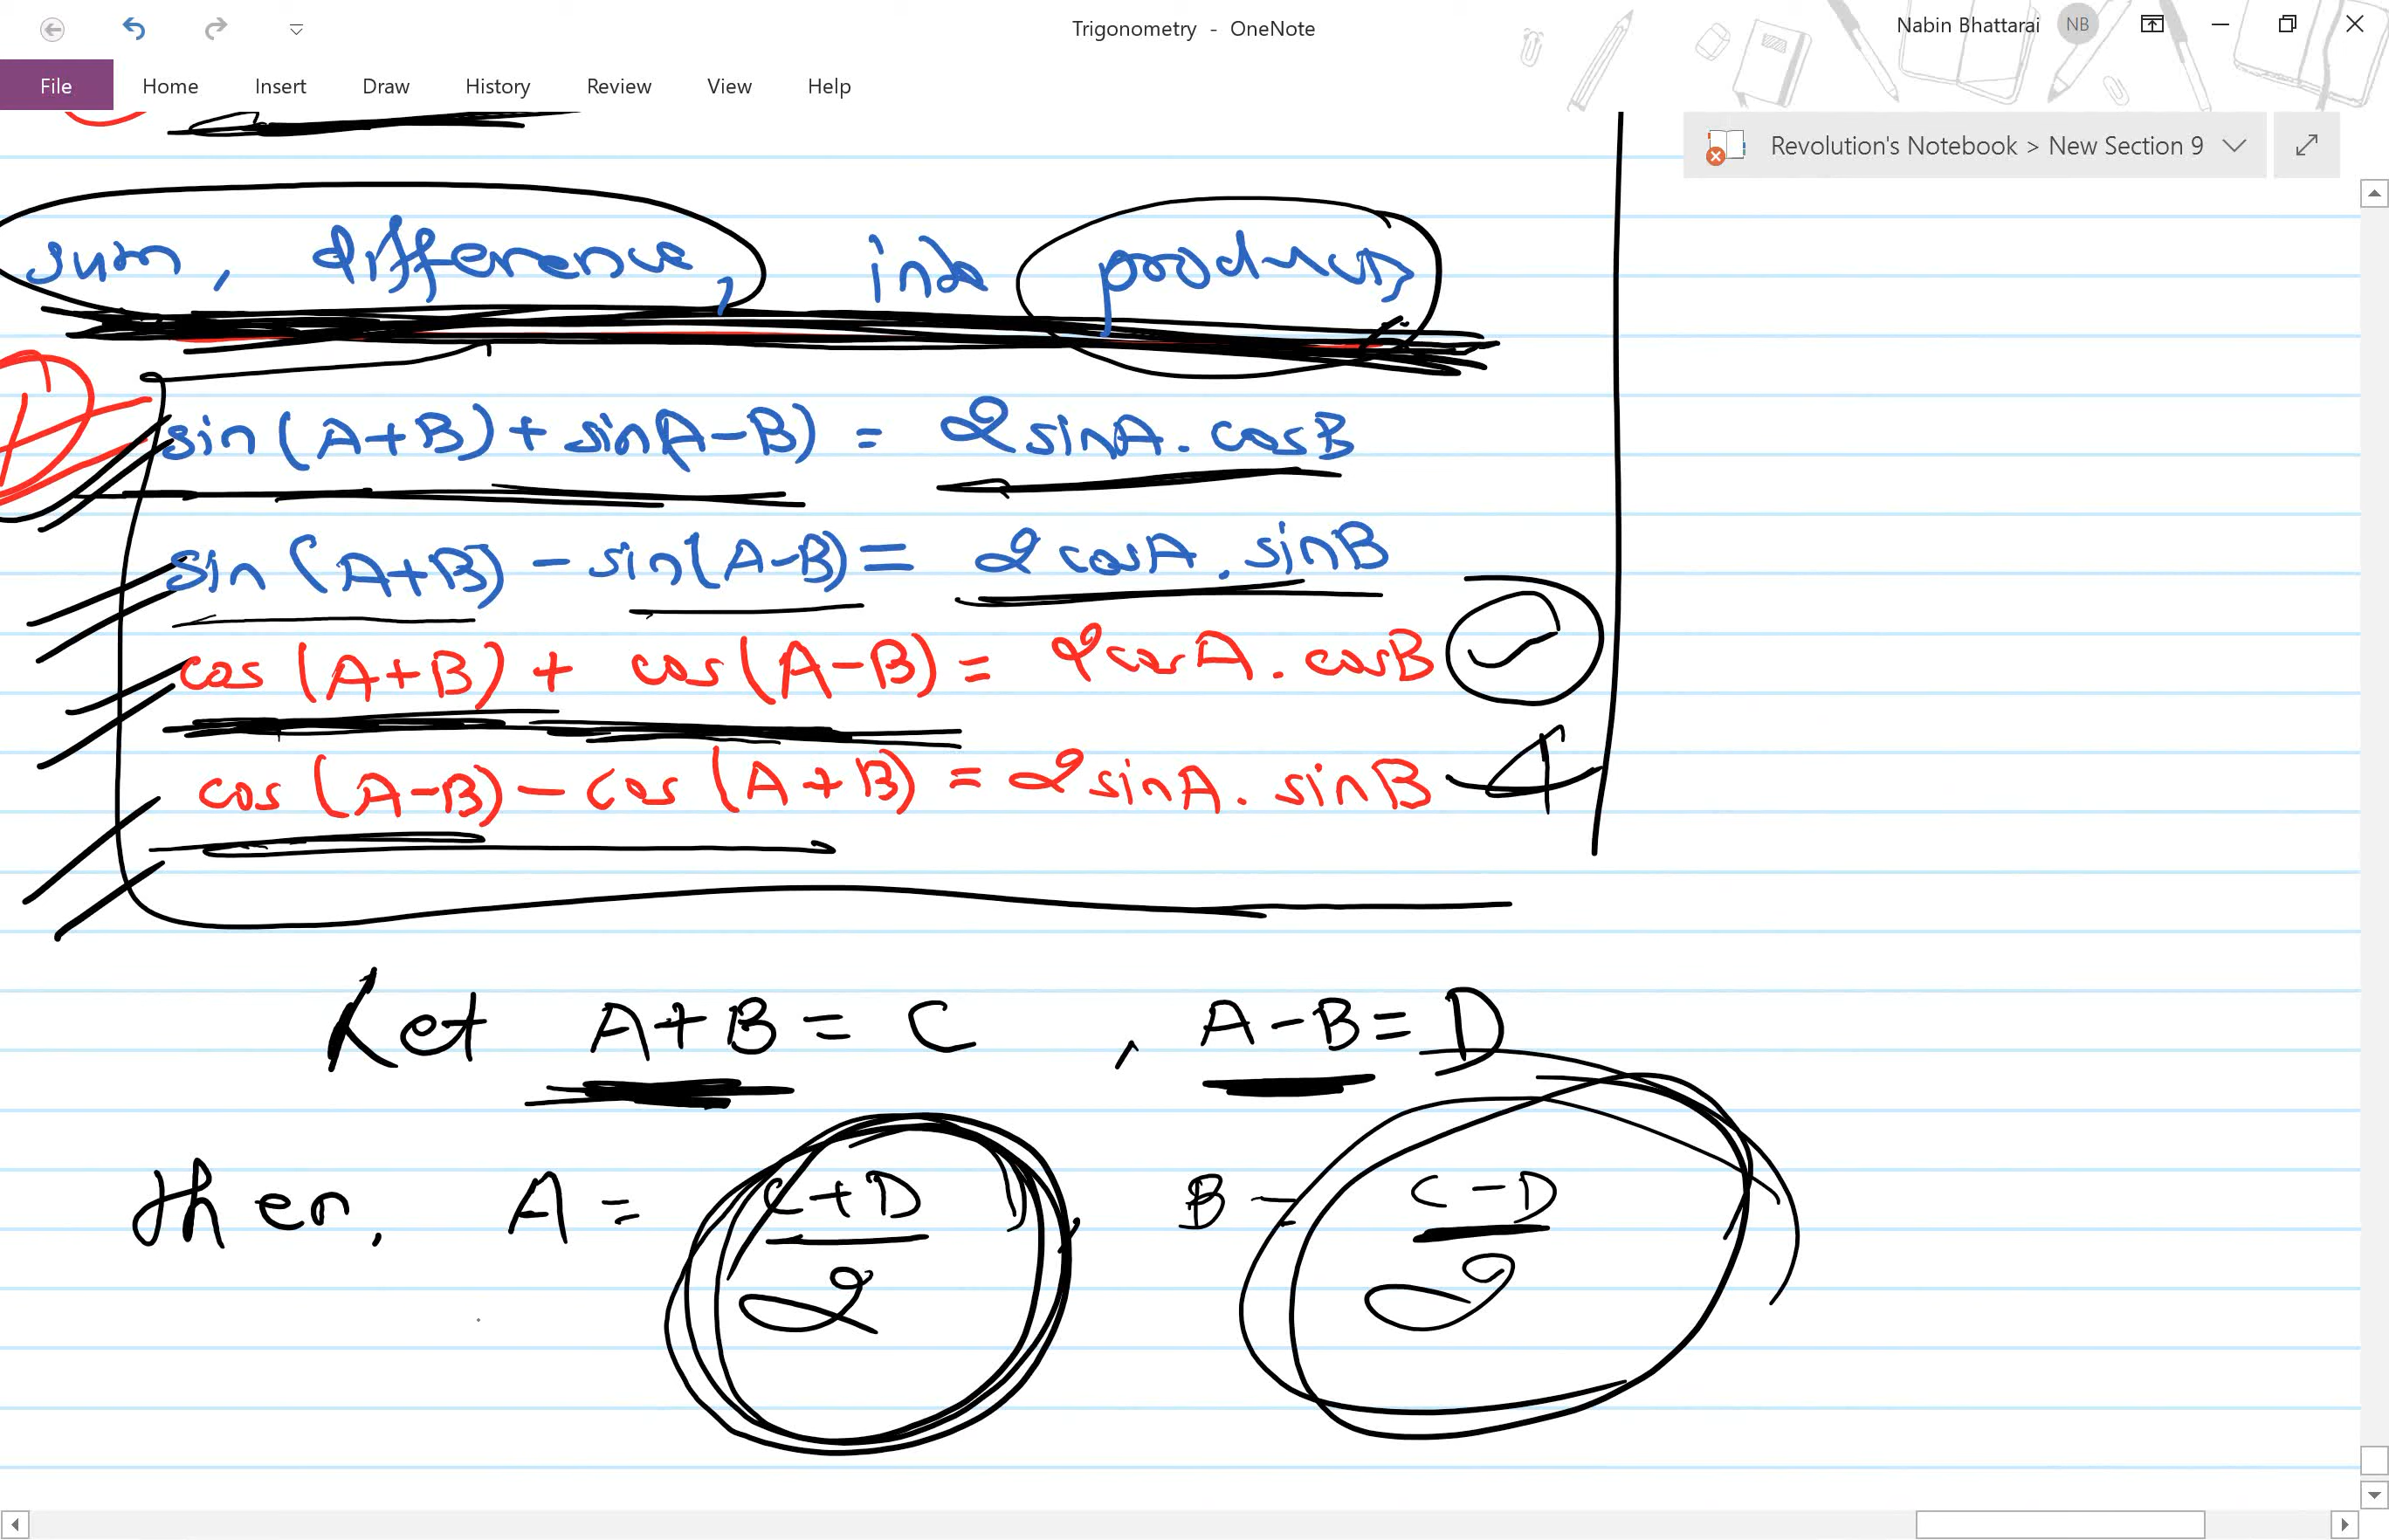 Trigonometry - OneNote
Nabin Bhattarai NB
File Home Insert Draw History Review View Help
Revolution's Notebook > New Section 9
sum, difference, into products
sin(A+B)+sin(A-B) = 2sinA.cosB
sin(A+B) - sin(A-B) = 2cosA.sinB
cos(A+B) + cos(A-B) = 2cosA.cosB
cos(A-B) - cos(A+B) = 2sinA.sinB
Let A+B = C , A-B = D
then, A = C+D/2, B = C-D/2